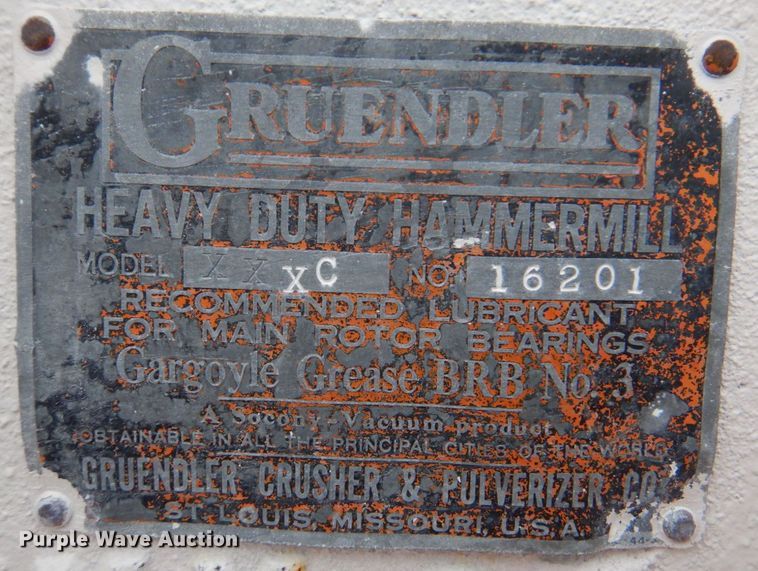 GRUENDLER
HEAVY DUTY HAMMERMILL
MODEL XXXC NO. 16201
RECOMMENDED LUBRICANT
FOR MAIN ROTOR BEARINGS
Gargoyle Grease BRB No. 3
A Socony-Vacuum product
OBTAINABLE IN ALL THE PRINCIPAL CITIES OF THE WORLD
GRUENDLER CRUSHER & PULVERIZER CO.
ST. LOUIS, MISSOURI, U.S.A.
Purple Wave Auction